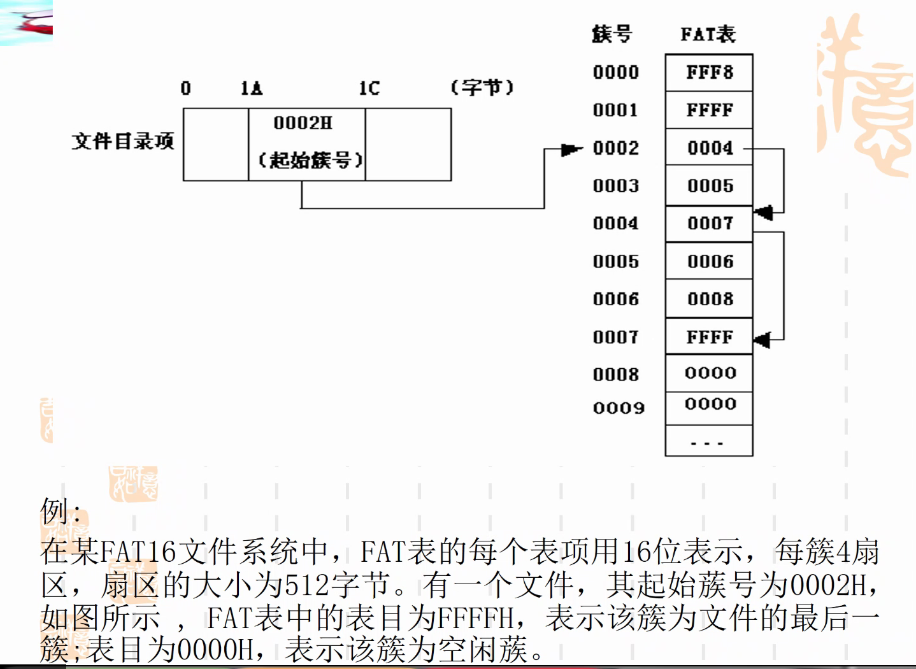 簇号 FAT表
0000 FFF8
0001 FFFF
0002 0004
0003 0005
0004 0007
0005 0006
0006 0008
0007 FFFF
0008 0000
0009 0000
...
0 1A 1C (字节)
文件目录项 0002H
(起始簇号)
例:
在某FAT16文件系统中，FAT表的每个表项用16位表示，每簇4扇
区，扇区的大小为512字节。有一个文件，其起始蔟号为0002H，
如图所示 , FAT表中的表目为FFFFH，表示该簇为文件的最后一
簇;表目为0000H，表示该簇为空闲蔟。